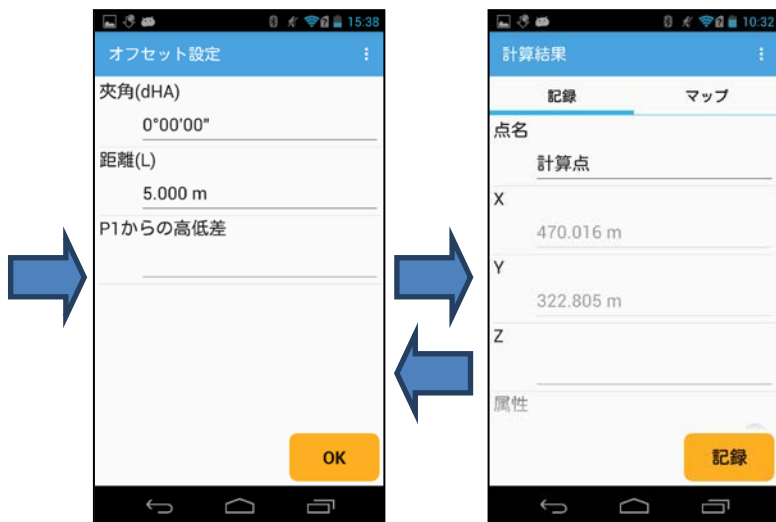 15:38
オフセット設定
夾角(dHA)
0°00'00"
距離(L)
5.000 m
P1からの高低差
OK
10:32
計算結果
記録 マップ
点名
計算点
X
470.016 m
Y
322.805 m
Z
属性
記録